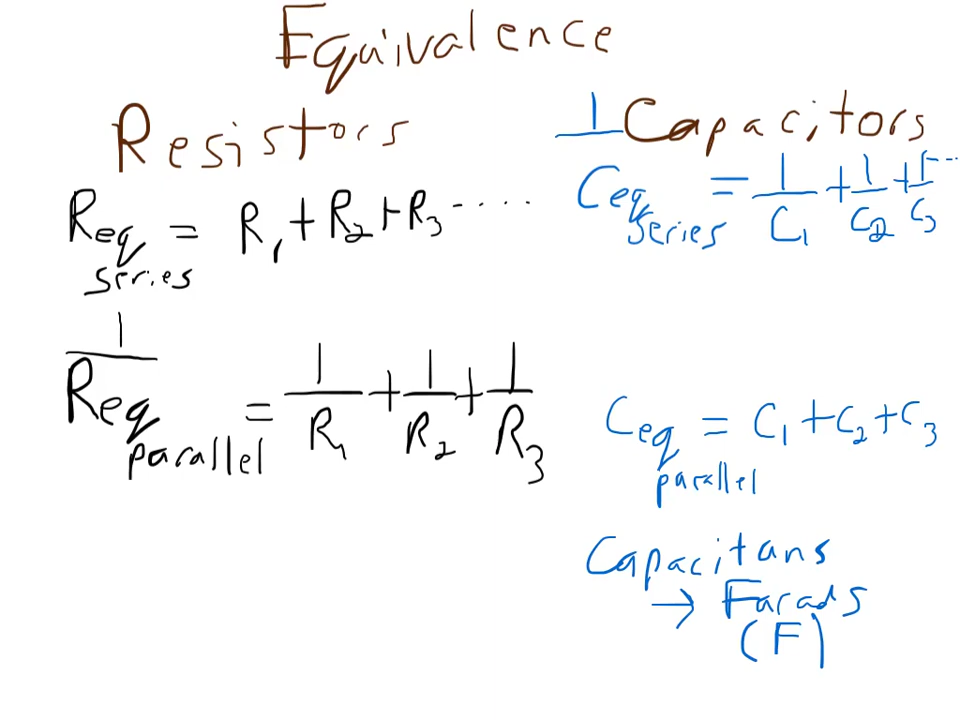 Equivalence
Resistors
Req series = R1 + R2 + R3 .....
1/Req parallel = 1/R1 + 1/R2 + 1/R3
Capacitors
1/Ceq series = 1/C1 + 1/C2 + 1/C3 ...
Ceq parallel = C1 + C2 + C3
Capacitans
→ Farads
(F)